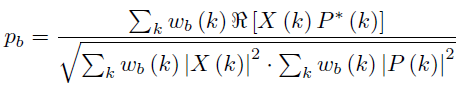 $p_b = \frac{\sum_k w_b(k) \Re[X(k) P^*(k)]}{\sqrt{\sum_k w_b(k) |X(k)|^2 \cdot \sum_k w_b(k) |P(k)|^2}}$